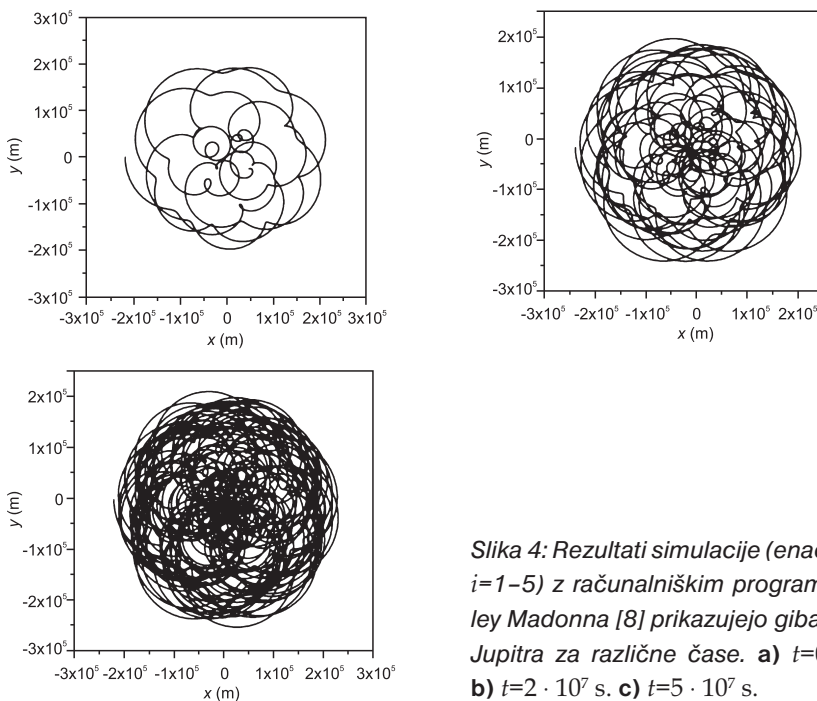 3x10⁵
2x10⁵
1x10⁵
0
-1x10⁵
-2x10⁵
-3x10⁵
y (m)
-3x10⁵ -2x10⁵ -1x10⁵ 0 1x10⁵ 2x10⁵ 3x10⁵
x (m)
2x10⁵
1x10⁵
0
-1x10⁵
-2x10⁵
-3x10⁵
y (m)
-3x10⁵ -2x10⁵ -1x10⁵ 0 1x10⁵
x (m)
2x10⁵
1x10⁵
0
-1x10⁵
-2x10⁵
-3x10⁵
y (m)
-3x10⁵ -2x10⁵ -1x10⁵ 0 1x10⁵ 2x10⁵ 3x10⁵
x (m)
Slika 4: Rezultati simulacije
i=1–5) z računalniškim program
ley Madonna [8] prikazujejo giba
Jupitra za različne čase. a)
b) t=2 · 10⁷ s. c) t=5 · 10⁷ s.